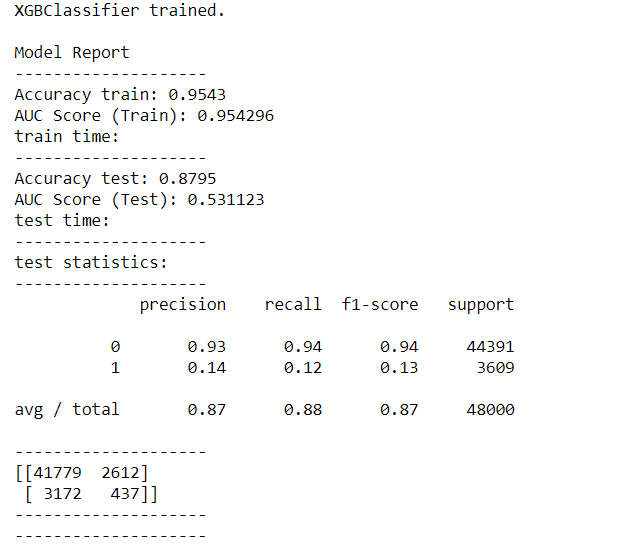 XGBClassifier trained.
Model Report
--------------------
Accuracy train: 0.9543
AUC Score (Train): 0.954296
train time:
--------------------
Accuracy test: 0.8795
AUC Score (Test): 0.531123
test time:
--------------------
test statistics:
--------------------
precision recall f1-score support
0 0.93 0.94 0.94 44391
1 0.14 0.12 0.13 3609
avg / total 0.87 0.88 0.87 48000
--------------------
[[41779 2612]
[ 3172 437]]
--------------------
--------------------